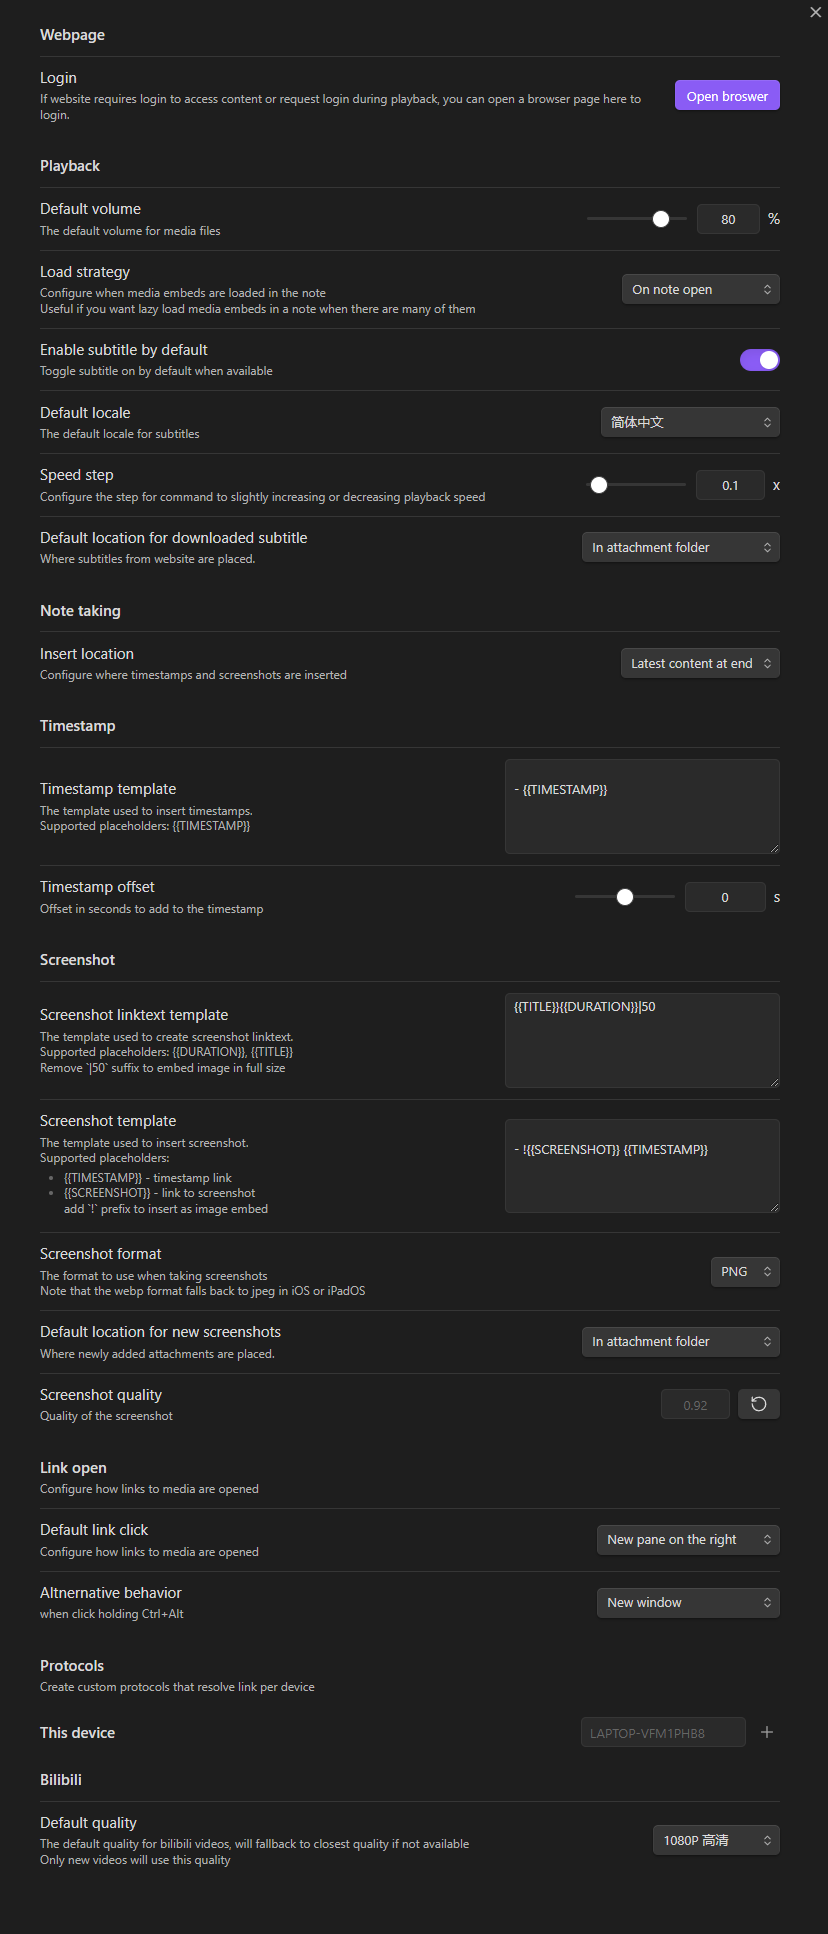 Webpage
Login
If website requires login to access content or request login during playback, you can open a browser page here to
login.
Open broswer
Playback
Default volume
The default volume for media files
80 %
Load strategy
Configure when media embeds are loaded in the note
Useful if you want lazy load media embeds in a note when there are many of them
On note open
Enable subtitle by default
Toggle subtitle on by default when available
Default locale
The default locale for subtitles
简体中文
Speed step
Configure the step for command to slightly increasing or decreasing playback speed
0.1 x
Default location for downloaded subtitle
Where subtitles from website are placed.
In attachment folder
Note taking
Insert location
Configure where timestamps and screenshots are inserted
Latest content at end
Timestamp
Timestamp template
The template used to insert timestamps.
Supported placeholders: {{TIMESTAMP}}
- {{TIMESTAMP}}
Timestamp offset
Offset in seconds to add to the timestamp
0 s
Screenshot
Screenshot linktext template
The template used to create screenshot linktext.
Supported placeholders: {{DURATION}}, {{TITLE}}
Remove `|50` suffix to embed image in full size
{{TITLE}}{{DURATION}}|50
Screenshot template
The template used to insert screenshot.
Supported placeholders:
• {{TIMESTAMP}} - timestamp link
• {{SCREENSHOT}} - link to screenshot
add `!` prefix to insert as image embed
- !{{SCREENSHOT}} {{TIMESTAMP}}
Screenshot format
The format to use when taking screenshots
Note that the webp format falls back to jpeg in iOS or iPadOS
PNG
Default location for new screenshots
Where newly added attachments are placed.
In attachment folder
Screenshot quality
Quality of the screenshot
0.92
Link open
Configure how links to media are opened
Default link click
Configure how links to media are opened
New pane on the right
Altnernative behavior
when click holding Ctrl+Alt
New window
Protocols
Create custom protocols that resolve link per device
This device
LAPTOP-VFM1PHB8
Bilibili
Default quality
The default quality for bilibili videos, will fallback to closest quality if not available
Only new videos will use this quality
1080P 高清